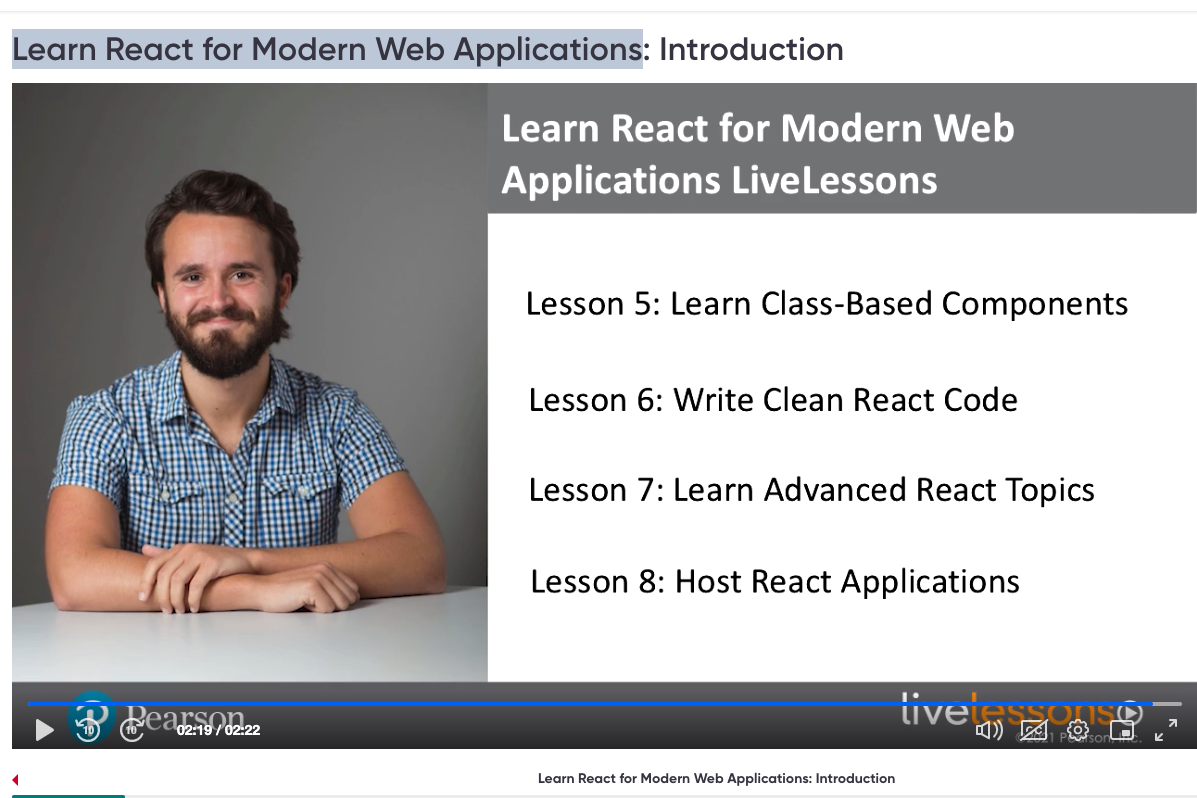 Learn React for Modern Web Applications: Introduction
Learn React for Modern Web
Applications LiveLessons
Lesson 5: Learn Class-Based Components
Lesson 6: Write Clean React Code
Lesson 7: Learn Advanced React Topics
Lesson 8: Host React Applications
Pearson
livelessons
10
10
02:19 / 02:22
©2021 Pearson, Inc.
Learn React for Modern Web Applications: Introduction